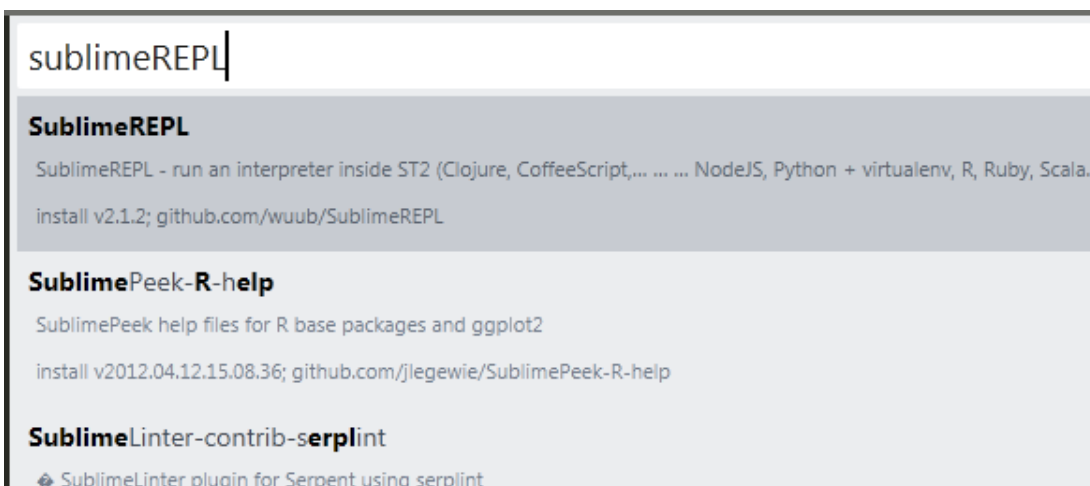 sublimeREPL
SublimeREPL
SublimeREPL - run an interpreter inside ST2 (Clojure, CoffeeScript,... ... ... NodeJS, Python + virtualenv, R, Ruby, Scala.
install v2.1.2; github.com/wuub/SublimeREPL
SublimePeek-R-help
SublimePeek help files for R base packages and ggplot2
install v2012.04.12.15.08.36; github.com/jlegewie/SublimePeek-R-help
SublimeLinter-contrib-serplint
� SublimeLinter plugin for Serpent using serplint